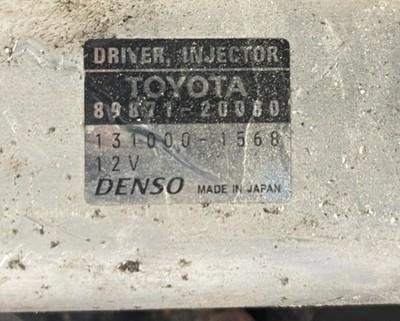 DRIVER, INJECTOR
TOYOTA
89871-20080
131000-1568
12V
DENSO MADE IN JAPAN